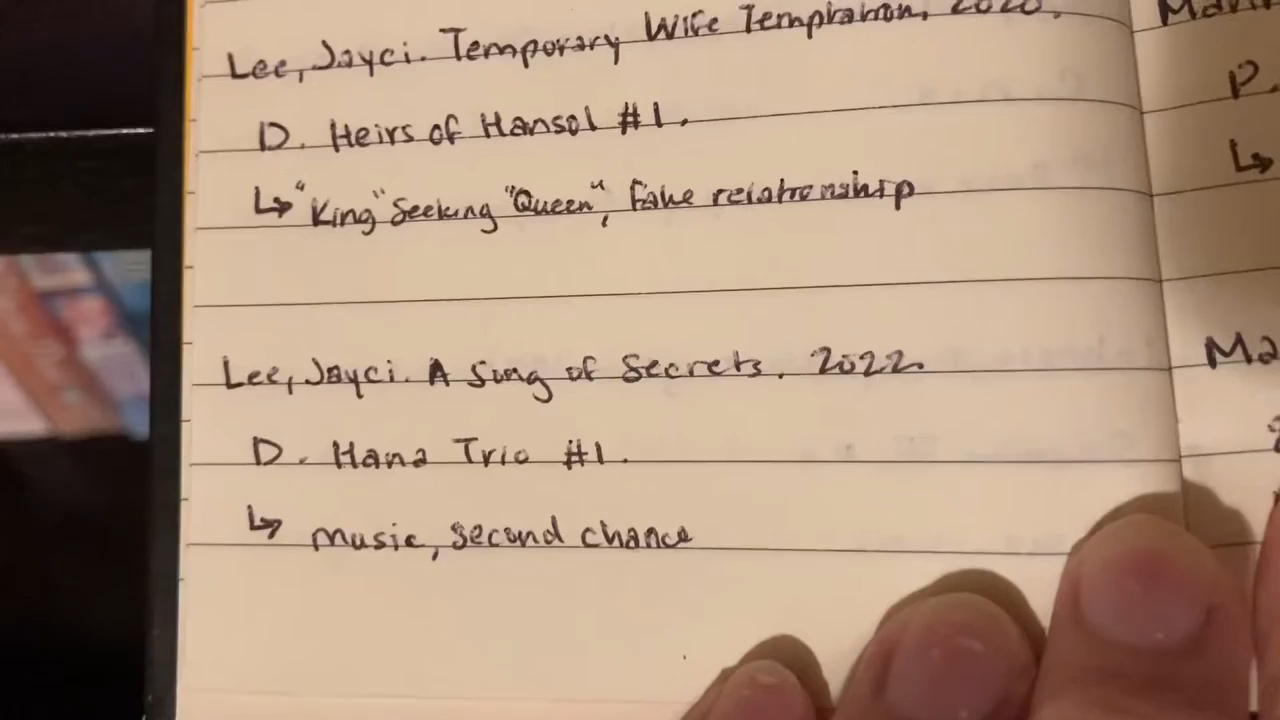 Lee, Jayci. Temporary Wife Temptation, 2020.
D. Heirs of Hansol #1.
↳ "King" Seeking "Queen", fake relationship
Lee, Jayci. A Song of Secrets. 2022.
D. Hana Trio #1.
↳ music, second chance
P.
↳
Ma